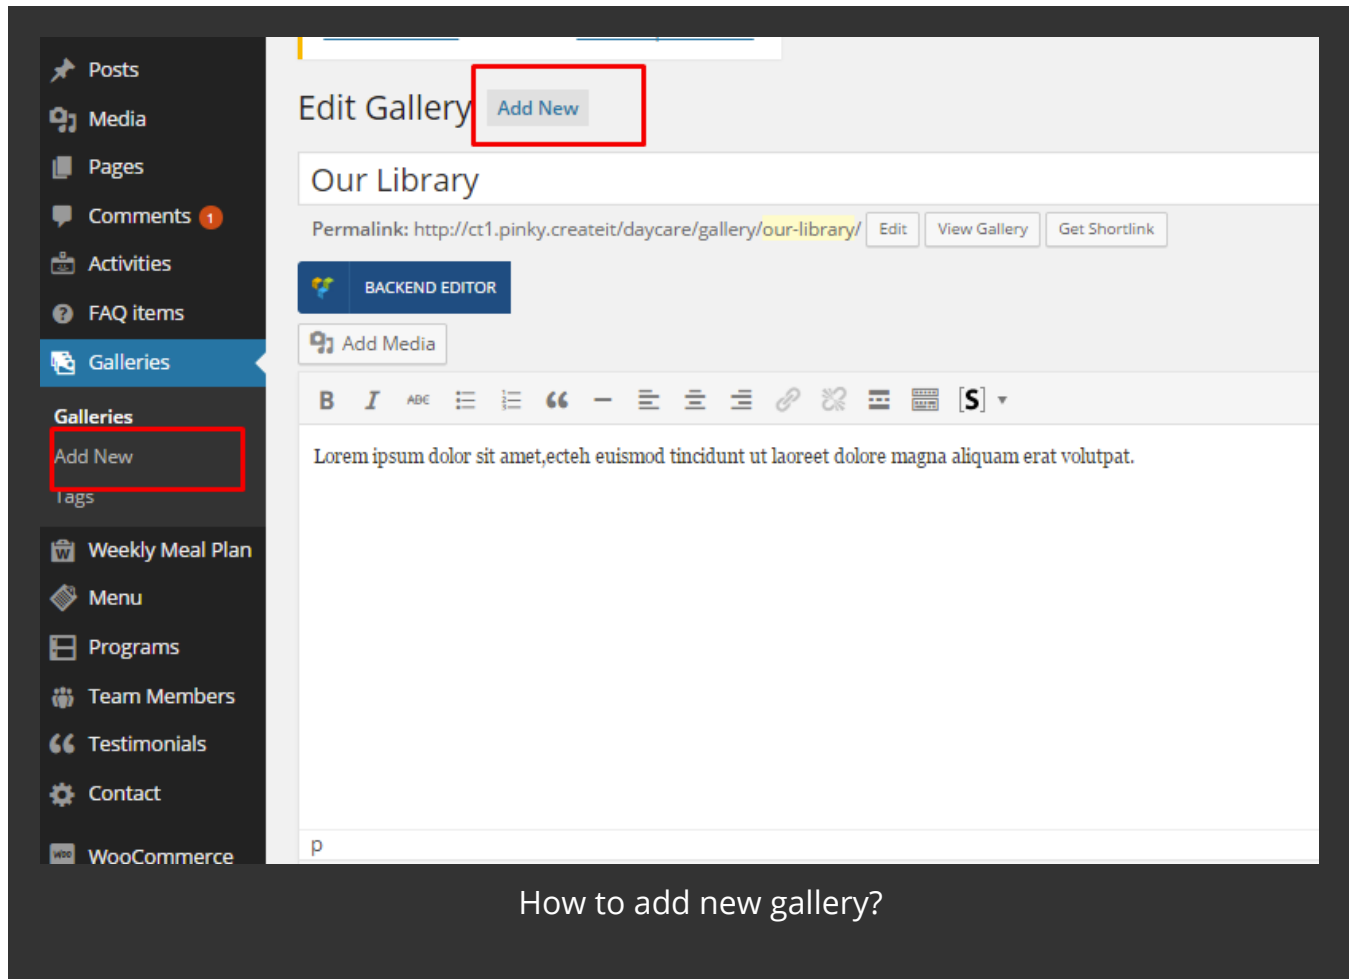 Posts
Media
Pages
Comments 1
Activities
FAQ items
Galleries
Galleries
Add New
Tags
Weekly Meal Plan
Menu
Programs
Team Members
Testimonials
Contact
WooCommerce
Edit Gallery Add New
Our Library
Permalink: http://ct1.pinky.createit/daycare/gallery/our-library/ Edit View Gallery Get Shortlink
BACKEND EDITOR
Add Media
B I ABC [S]
Lorem ipsum dolor sit amet,ecteh euismod tincidunt ut laoreet dolore magna aliquam erat volutpat.
p
How to add new gallery?